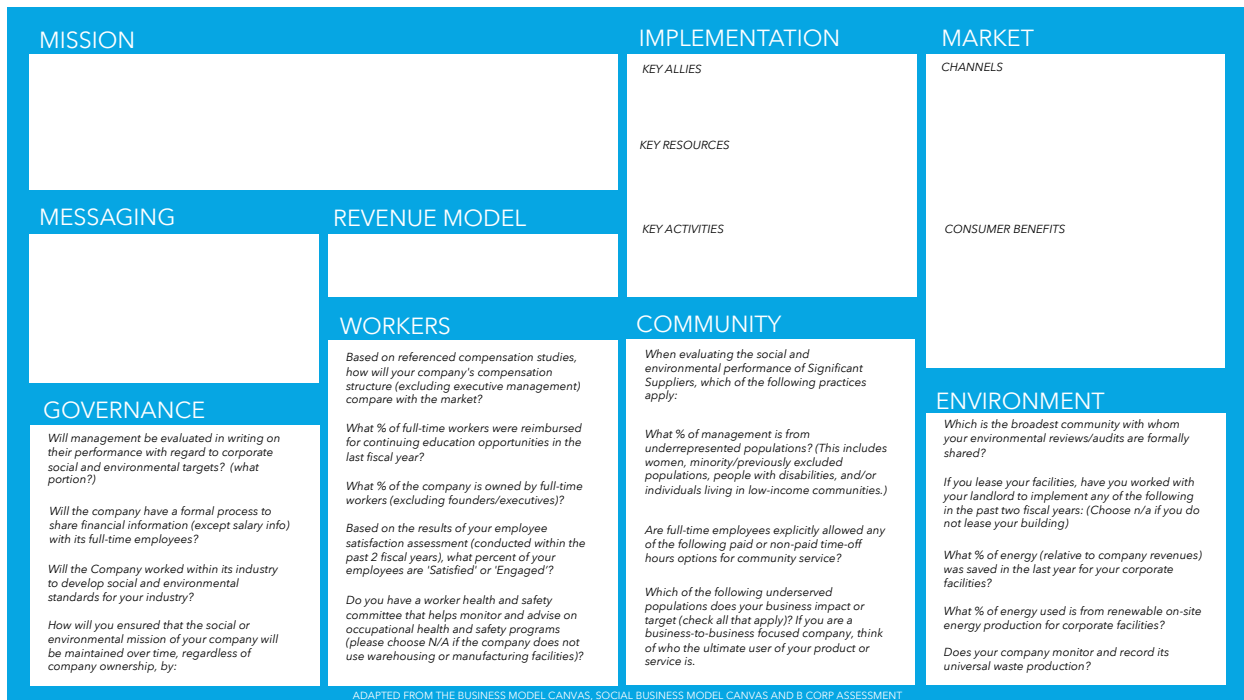 MISSION
IMPLEMENTATION
KEY ALLIES
KEY RESOURCES
KEY ACTIVITIES
MARKET
CHANNELS
CONSUMER BENEFITS
MESSAGING
REVENUE MODEL
GOVERNANCE
Will management be evaluated in writing on
their performance with regard to corporate
social and environmental targets? (what
portion?)
Will the company have a formal process to
share financial information (except salary info)
with its full-time employees?
Will the Company worked within its industry
to develop social and environmental
standards for your industry?
How will you ensured that the social or
environmental mission of your company will
be maintained over time, regardless of
company ownership, by:
WORKERS
Based on referenced compensation studies,
how will your company's compensation
structure (excluding executive management)
compare with the market?
What % of full-time workers were reimbursed
for continuing education opportunities in the
last fiscal year?
What % of the company is owned by full-time
workers (excluding founders/executives)?
Based on the results of your employee
satisfaction assessment (conducted within the
past 2 fiscal years), what percent of your
employees are 'Satisfied' or 'Engaged'?
Do you have a worker health and safety
committee that helps monitor and advise on
occupational health and safety programs
(please choose N/A if the company does not
use warehousing or manufacturing facilities)?
COMMUNITY
When evaluating the social and
environmental performance of Significant
Suppliers, which of the following practices
apply:
What % of management is from
underrepresented populations? (This includes
women, minority/previously excluded
populations, people with disabilities, and/or
individuals living in low-income communities.)
Are full-time employees explicitly allowed any
of the following paid or non-paid time-off
hours options for community service?
Which of the following underserved
populations does your business impact or
target (check all that apply)? If you are a
business-to-business focused company, think
of who the ultimate user of your product or
service is.
ENVIRONMENT
Which is the broadest community with whom
your environmental reviews/audits are formally
shared?
If you lease your facilities, have you worked with
your landlord to implement any of the following
in the past two fiscal years: (Choose n/a if you do
not lease your building)
What % of energy (relative to company revenues)
was saved in the last year for your corporate
facilities?
What % of energy used is from renewable on-site
energy production for corporate facilities?
Does your company monitor and record its
universal waste production?
ADAPTED FROM THE BUSINESS MODEL CANVAS, SOCIAL BUSINESS MODEL CANVAS AND B CORP ASSESSMENT